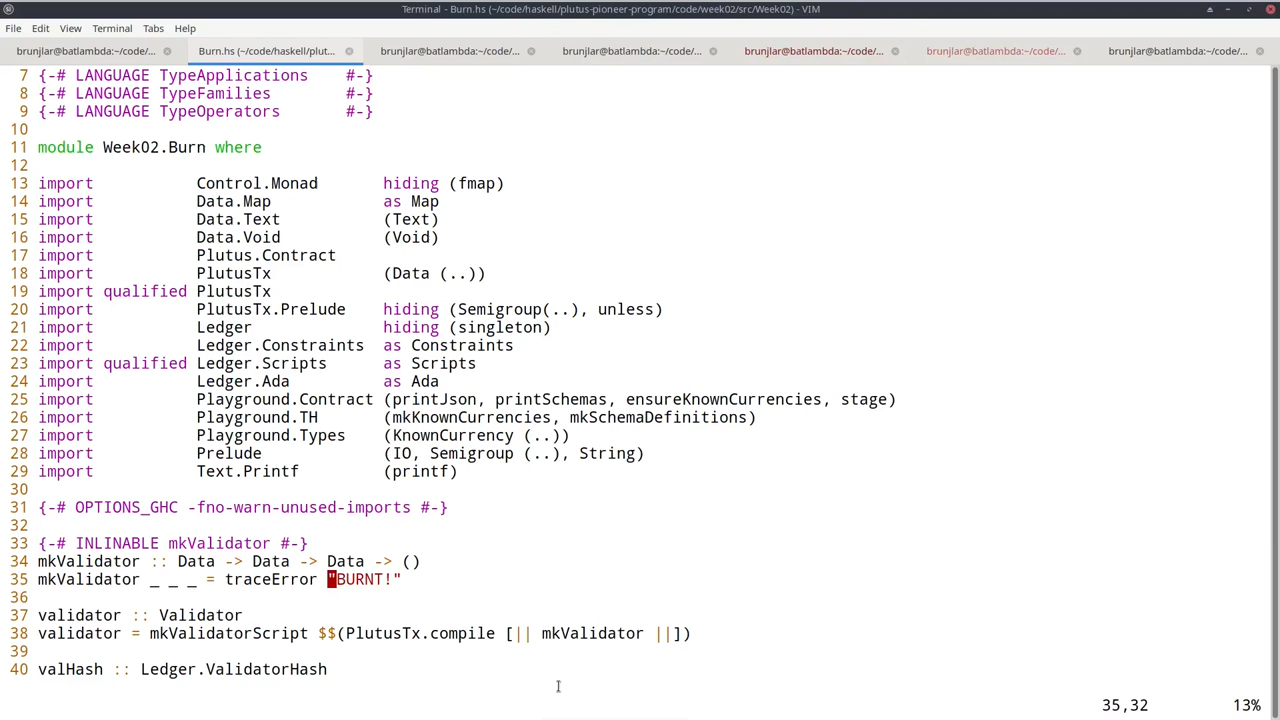 Terminal - Burn.hs (~/code/haskell/plutus-pioneer-program/code/week02/src/Week02) - VIM
File Edit View Terminal Tabs Help
brunjlar@batlambda:~/code/... Burn.hs (~/code/haskell/plut... brunjlar@batlambda:~/code/... brunjlar@batlambda:~/code/... brunjlar@batlambda:~/code/... brunjlar@batlambda:~/code/... brunjlar@batlambda:~/code/...
7 {-# LANGUAGE TypeApplications    #-}
8 {-# LANGUAGE TypeFamilies        #-}
9 {-# LANGUAGE TypeOperators       #-}
10
11 module Week02.Burn where
12
13 import           Control.Monad       hiding (fmap)
14 import           Data.Map            as Map
15 import           Data.Text           (Text)
16 import           Data.Void           (Void)
17 import           Plutus.Contract
18 import           PlutusTx            (Data (..))
19 import qualified PlutusTx
20 import           PlutusTx.Prelude    hiding (Semigroup(..), unless)
21 import           Ledger              hiding (singleton)
22 import           Ledger.Constraints  as Constraints
23 import qualified Ledger.Scripts      as Scripts
24 import           Ledger.Ada          as Ada
25 import           Playground.Contract (printJson, printSchemas, ensureKnownCurrencies, stage)
26 import           Playground.TH       (mkKnownCurrencies, mkSchemaDefinitions)
27 import           Playground.Types    (KnownCurrency (..))
28 import           Prelude             (IO, Semigroup (..), String)
29 import           Text.Printf         (printf)
30
31 {-# OPTIONS_GHC -fno-warn-unused-imports #-}
32
33 {-# INLINABLE mkValidator #-}
34 mkValidator :: Data -> Data -> Data -> ()
35 mkValidator _ _ _ = traceError "BURNT!"
36
37 validator :: Validator
38 validator = mkValidatorScript $$(PlutusTx.compile [|| mkValidator ||])
39
40 valHash :: Ledger.ValidatorHash
35,32 13%